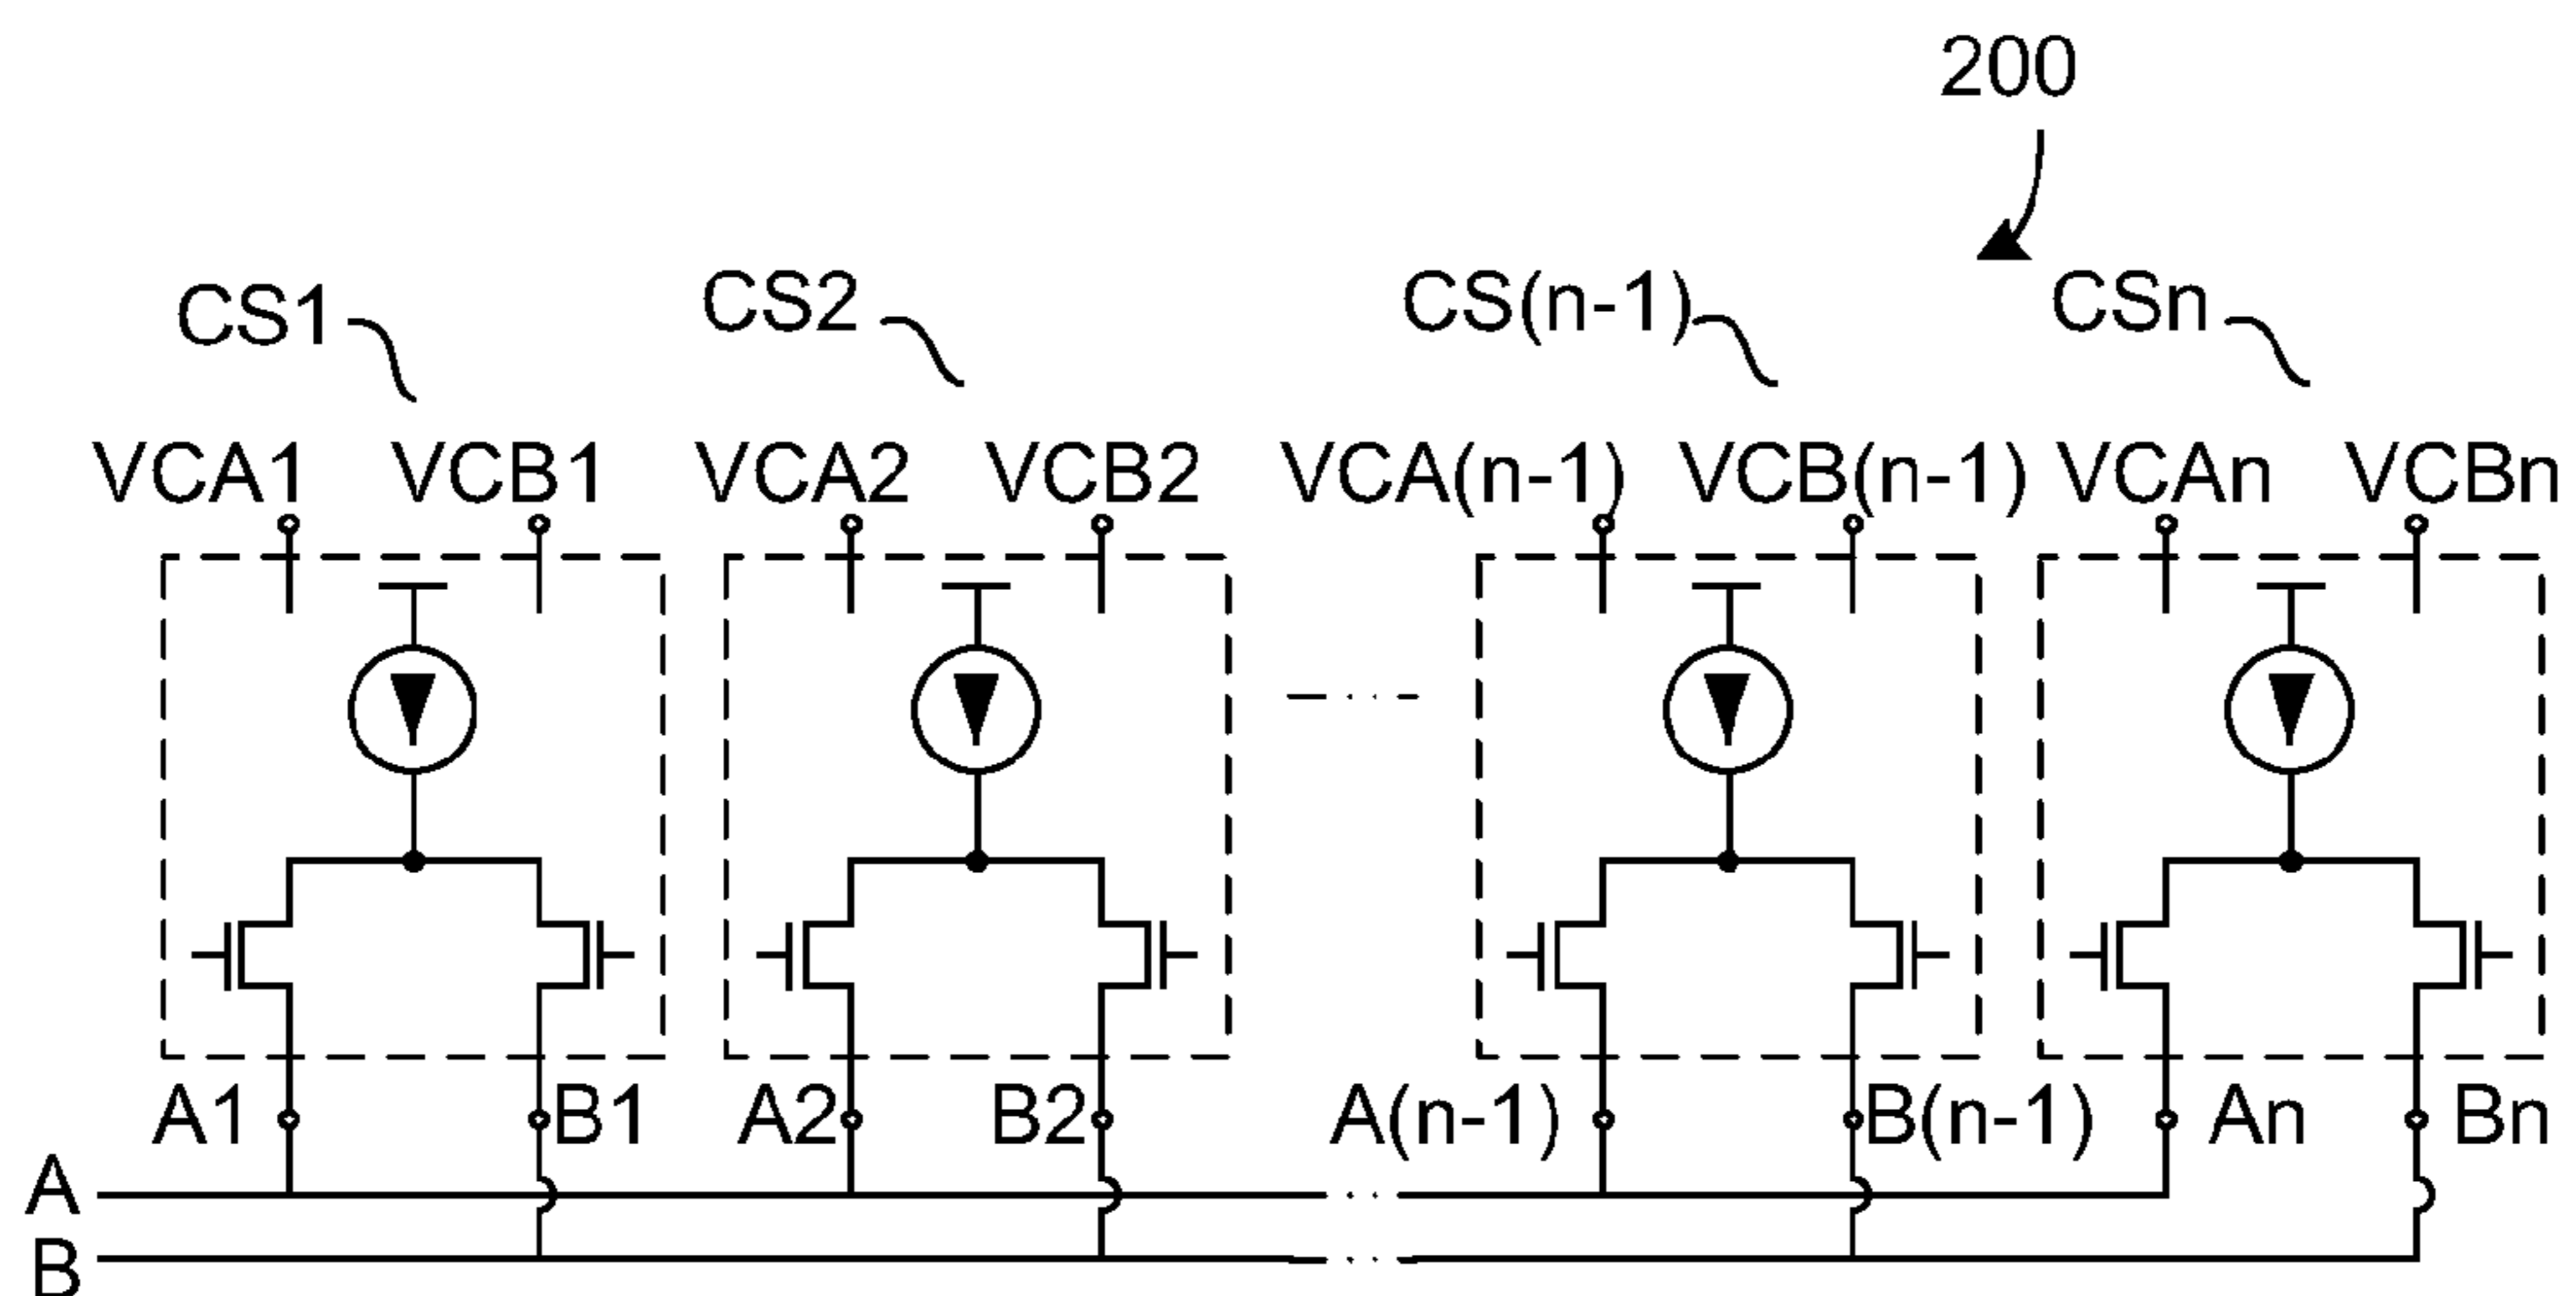 200
CS1 CS2 CS(n-1) CSn
VCA1 VCB1 VCA2 VCB2 VCA(n-1) VCB(n-1) VCAn VCBn
A1 B1 A2 B2 A(n-1) B(n-1) An Bn
A
B